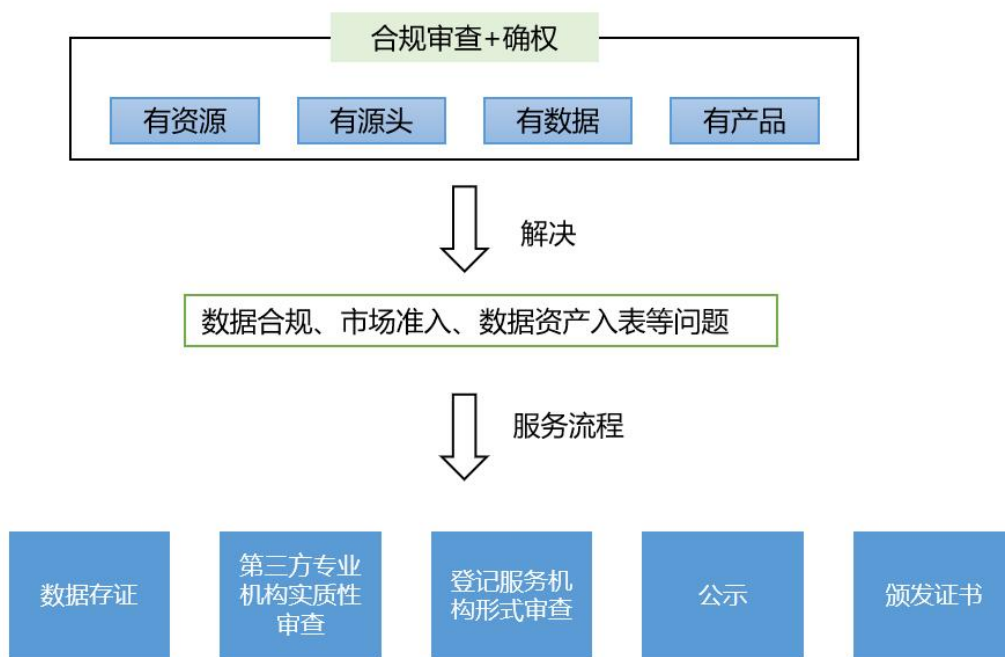 合规审查+确权
有资源
有源头
有数据
有产品
解决
数据合规、市场准入、数据资产入表等问题
服务流程
数据存证
第三方专业
机构实质性
审查
登记服务机
构形式审查
公示
颁发证书